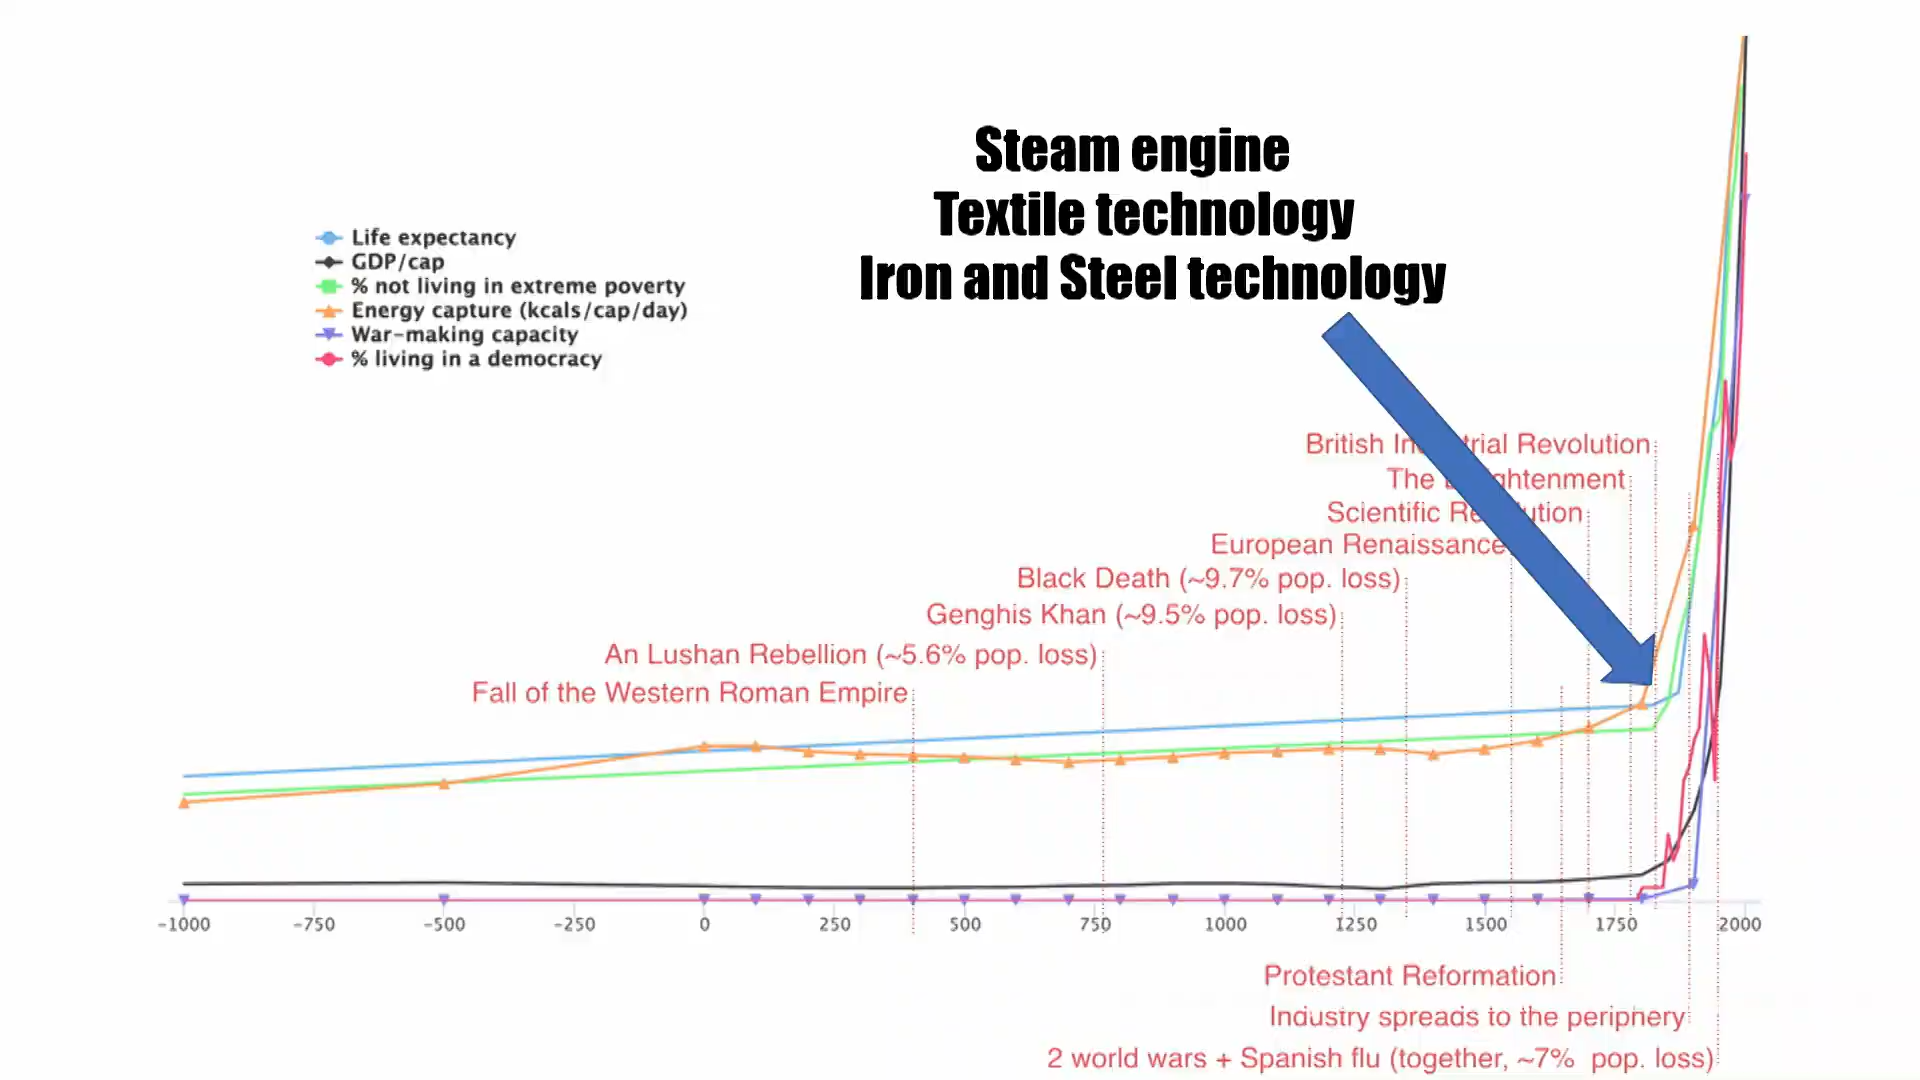 Steam engine
Textile technology
Iron and Steel technology
Life expectancy
GDP/cap
% not living in extreme poverty
Energy capture (kcals/cap/day)
War-making capacity
% living in a democracy
British In trial Revolution
The htenment
Scientific Re ution
European Renaissance
Black Death (~9.7% pop. loss)
Genghis Khan (~9.5% pop. loss)
An Lushan Rebellion (~5.6% pop. loss)
Fall of the Western Roman Empire
-1000 -750 -500 -250 0 250 500 750 1000 1250 1500 1750 2000
Protestant Reformation
Industry spreads to the periphery
2 world wars + Spanish flu (together, ~7% pop. loss)